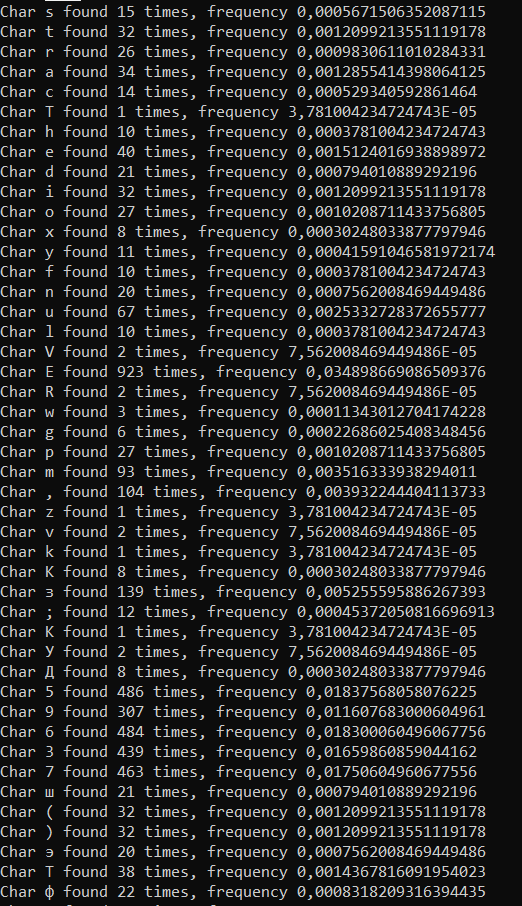 Char s found 15 times, frequency 0,0005671506352087115
Char t found 32 times, frequency 0,0012099213551119178
Char r found 26 times, frequency 0,0009830611010284331
Char a found 34 times, frequency 0,0012855414398064125
Char c found 14 times, frequency 0,000529340592861464
Char T found 1 times, frequency 3,781004234724743E-05
Char h found 10 times, frequency 0,0003781004234724743
Char e found 40 times, frequency 0,0015124016938898972
Char d found 21 times, frequency 0,000794010889292196
Char i found 32 times, frequency 0,0012099213551119178
Char o found 27 times, frequency 0,0010208711433756805
Char x found 8 times, frequency 0,00030248033877797946
Char y found 11 times, frequency 0,00041591046581972174
Char f found 10 times, frequency 0,0003781004234724743
Char n found 20 times, frequency 0,0007562008469449486
Char u found 67 times, frequency 0,0025332728372655777
Char l found 10 times, frequency 0,0003781004234724743
Char V found 2 times, frequency 7,562008469449486E-05
Char E found 923 times, frequency 0,034898669086509376
Char R found 2 times, frequency 7,562008469449486E-05
Char w found 3 times, frequency 0,00011343012704174228
Char g found 6 times, frequency 0,00022686025408348456
Char p found 27 times, frequency 0,0010208711433756805
Char m found 93 times, frequency 0,003516333938294011
Char , found 104 times, frequency 0,003932244404113733
Char z found 1 times, frequency 3,781004234724743E-05
Char v found 2 times, frequency 7,562008469449486E-05
Char k found 1 times, frequency 3,781004234724743E-05
Char К found 8 times, frequency 0,00030248033877797946
Char з found 139 times, frequency 0,005255595886267393
Char ; found 12 times, frequency 0,00045372050816696913
Char K found 1 times, frequency 3,781004234724743E-05
Char У found 2 times, frequency 7,562008469449486E-05
Char Д found 8 times, frequency 0,00030248033877797946
Char 5 found 486 times, frequency 0,01837568058076225
Char 9 found 307 times, frequency 0,011607683000604961
Char 6 found 484 times, frequency 0,018300060496067756
Char 3 found 439 times, frequency 0,01659860859044162
Char 7 found 463 times, frequency 0,01750604960677556
Char ш found 21 times, frequency 0,000794010889292196
Char ( found 32 times, frequency 0,0012099213551119178
Char ) found 32 times, frequency 0,0012099213551119178
Char э found 20 times, frequency 0,0007562008469449486
Char Т found 38 times, frequency 0,0014367816091954023
Char ф found 22 times, frequency 0,0008318209316394435